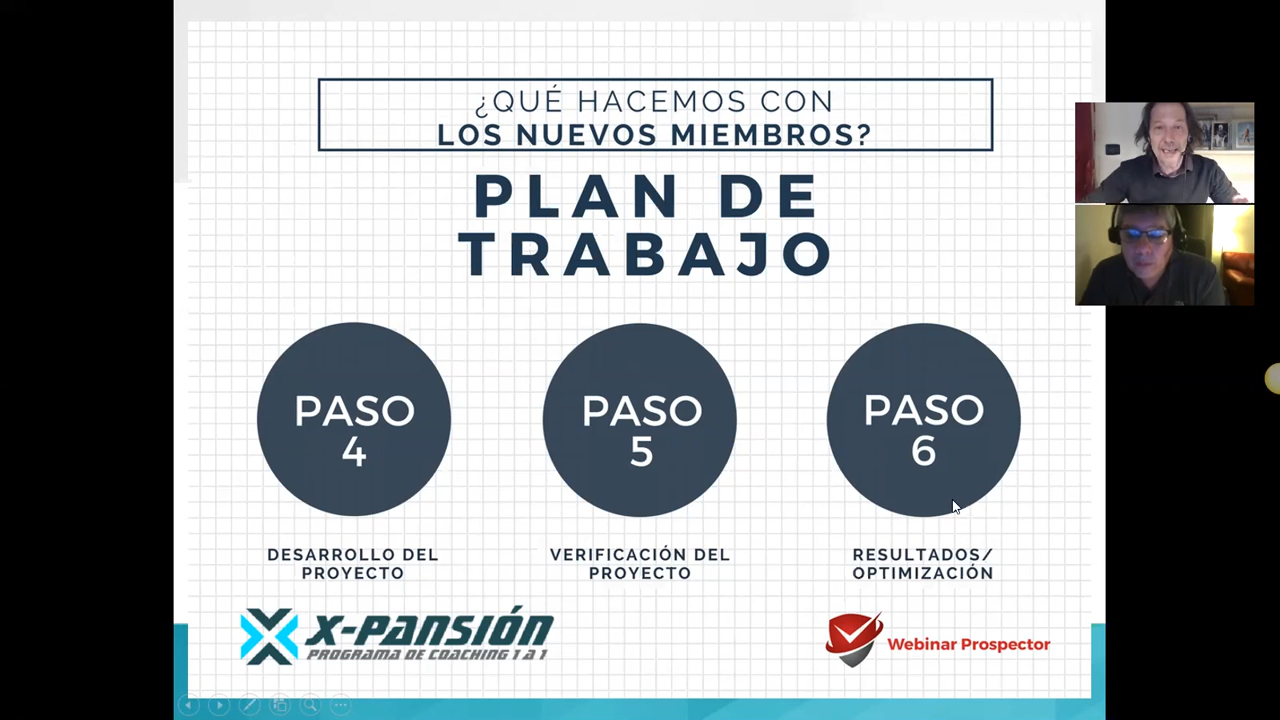 ¿QUÉ HACEMOS CON
LOS NUEVOS MIEMBROS?
PLAN DE
TRABAJO
PASO
4
PASO
5
PASO
6
DESARROLLO DEL
PROYECTO
VERIFICACIÓN DEL
PROYECTO
RESULTADOS/
OPTIMIZACIÓN
X-PANSIÓN
PROGRAMA DE COACHING 1 A 1
Webinar Prospector